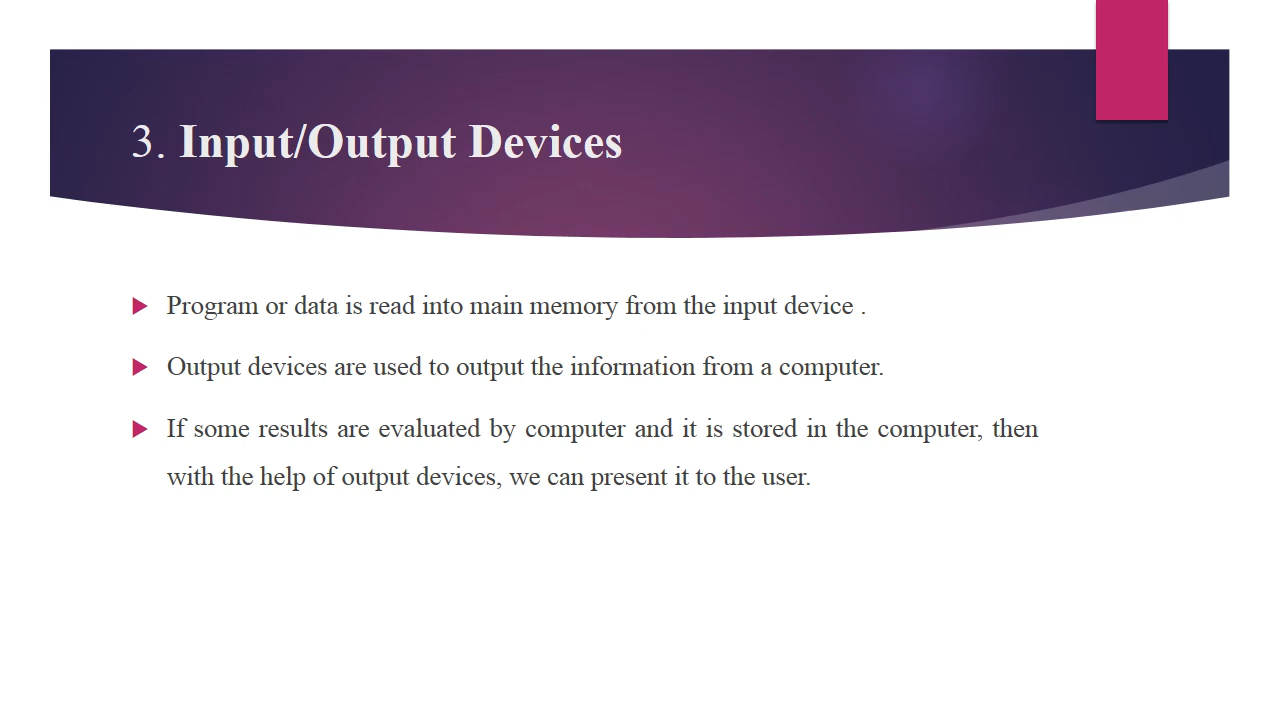 3. Input/Output Devices
Program or data is read into main memory from the input device .
Output devices are used to output the information from a computer.
If some results are evaluated by computer and it is stored in the computer, then
with the help of output devices, we can present it to the user.